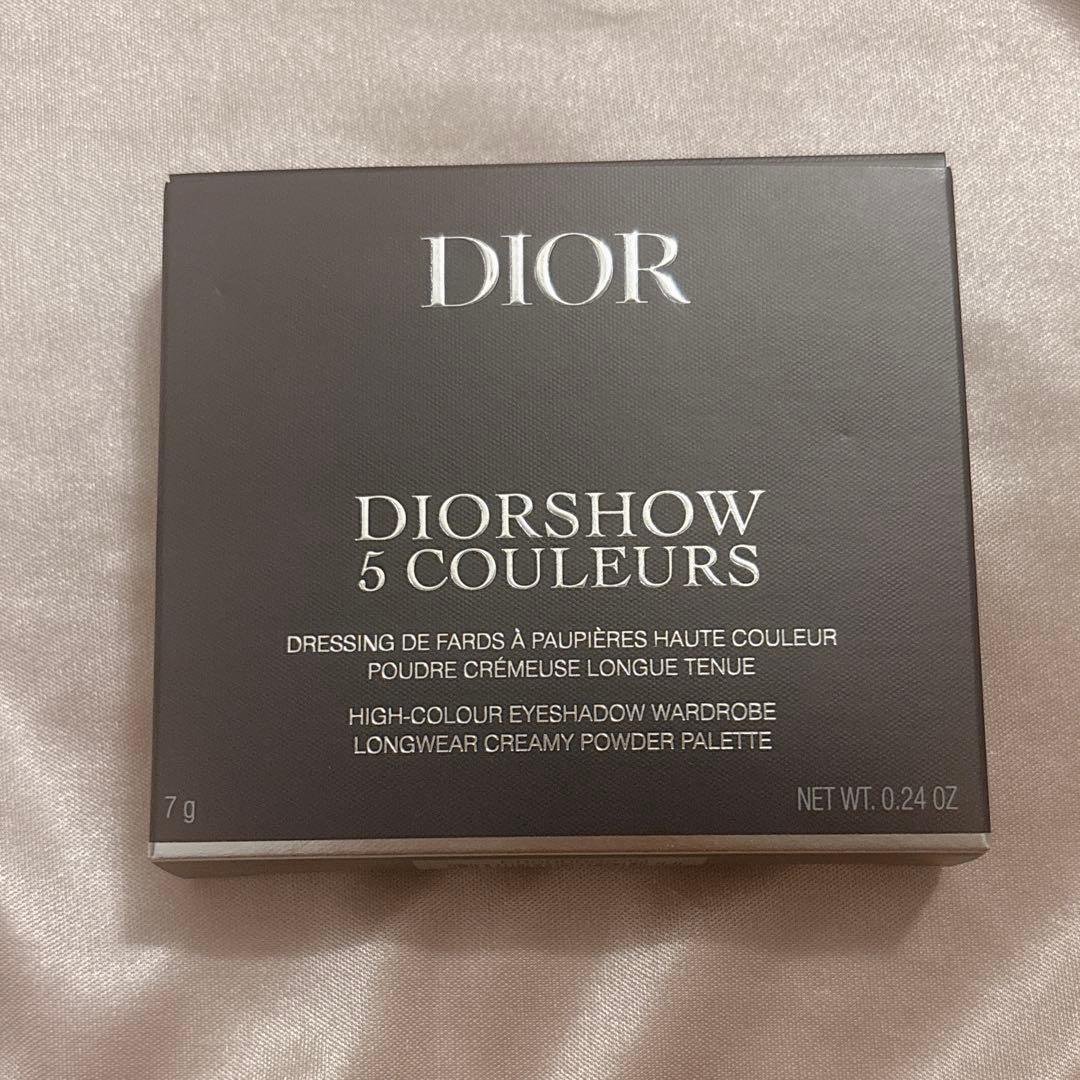 DIOR
DIORSHOW
5 COULEURS
DRESSING DE FARDS À PAUPIÈRES HAUTE COULEUR
POUDRE CRÉMEUSE LONGUE TENUE
HIGH-COLOUR EYESHADOW WARDROBE
LONGWEAR CREAMY POWDER PALETTE
7 g
NET WT. 0.24 OZ